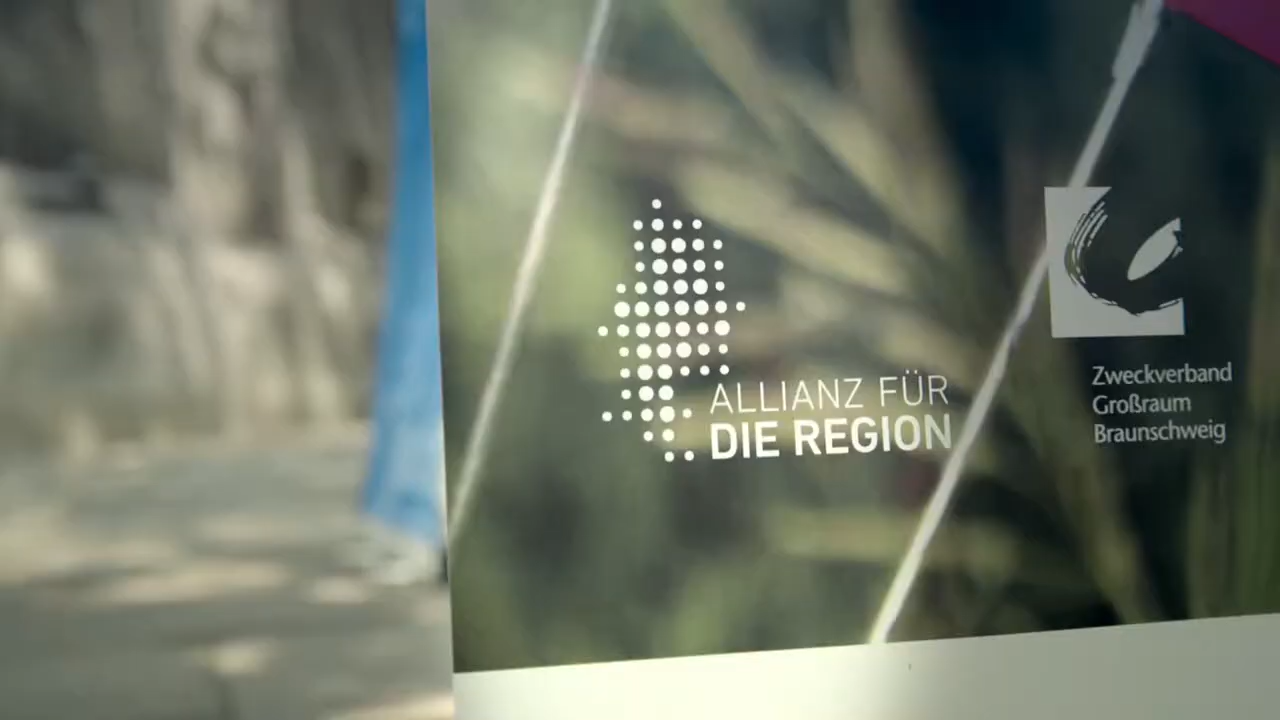 ALLIANZ FÜR
DIE REGION
Zweckverband
Großraum
Braunschweig